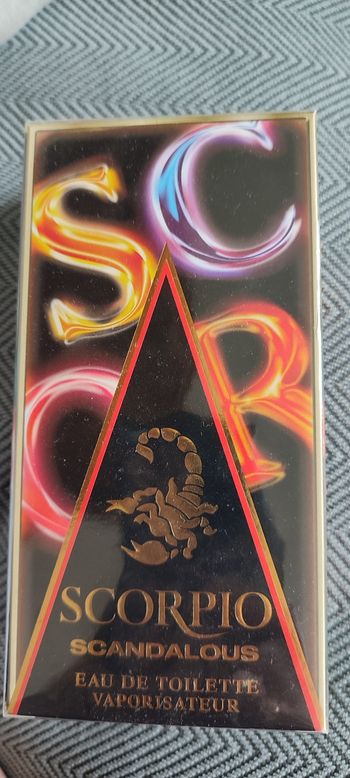 SC
OR
SCORPIO
SCANDALOUS
EAU DE TOILETTE
VAPORISATEUR